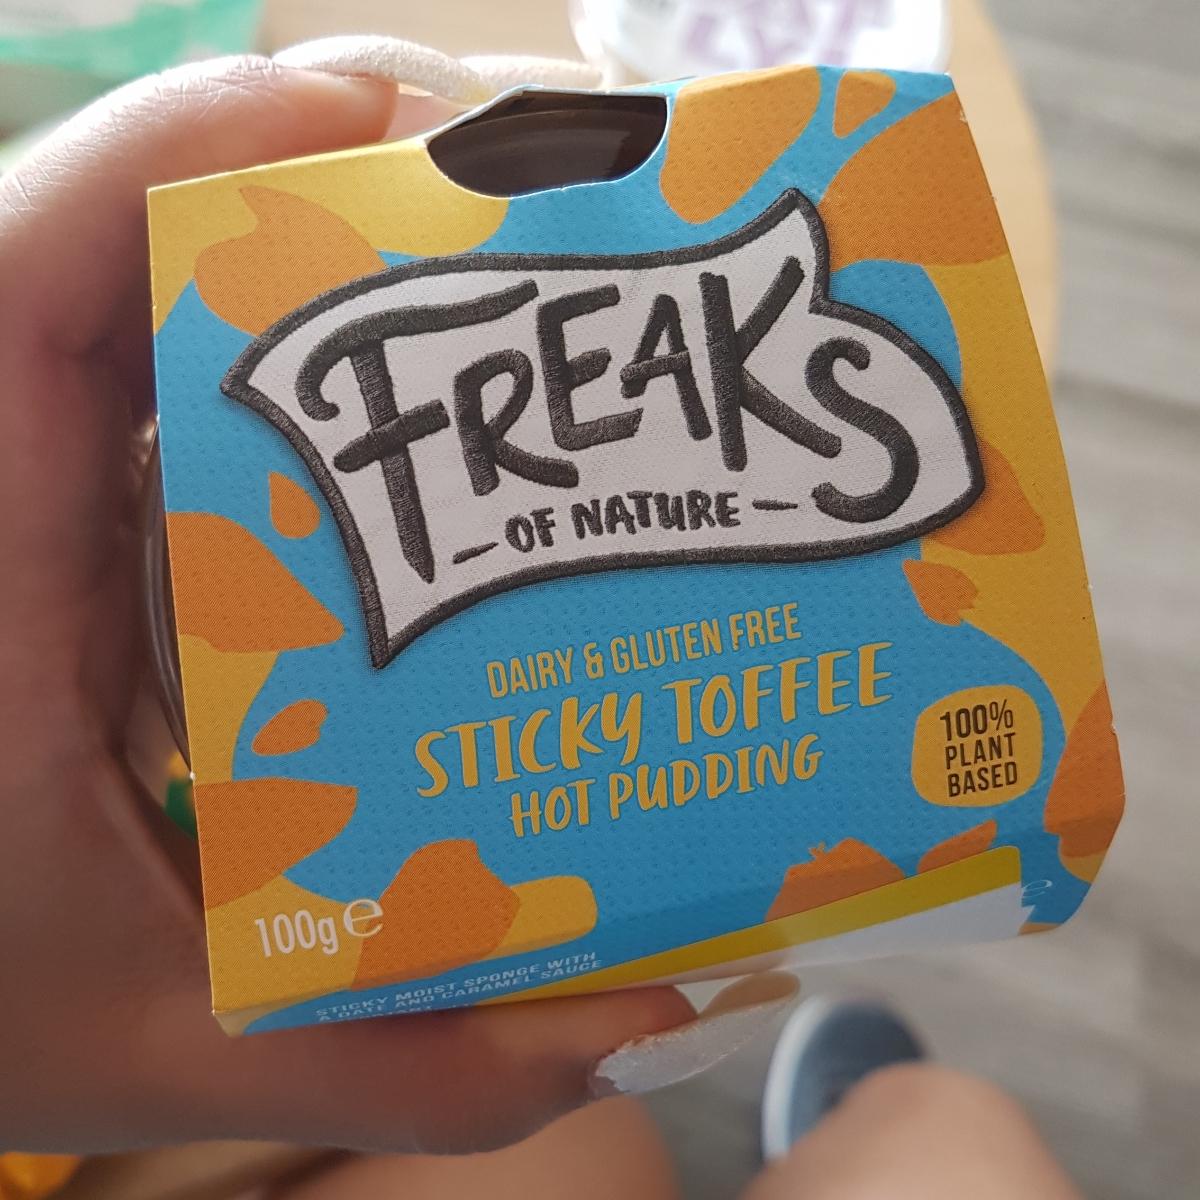 FREAKS
— OF NATURE —
DAIRY & GLUTEN FREE
STICKY TOFFEE
HOT PUDDING
100%
PLANT
BASED
100g ℮
STICKY MOIST SPONGE WITH
A DATE AND CARAMEL SAUCE